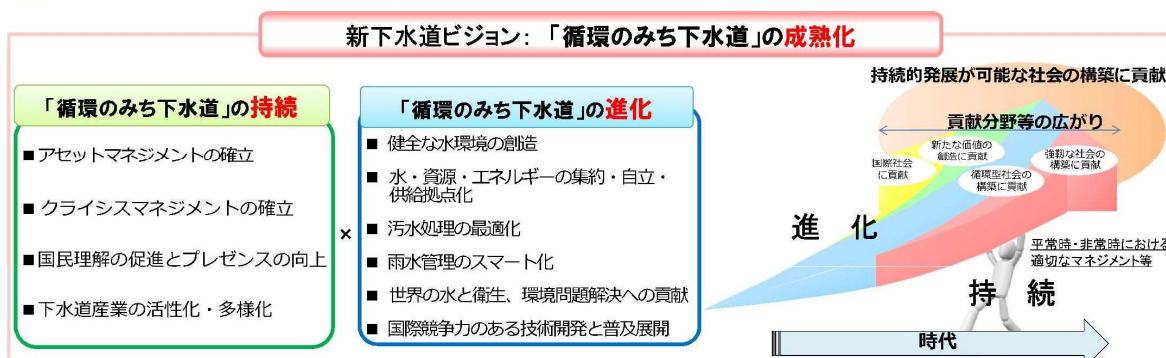 新下水道ビジョン：「循環のみち下水道」の成熟化
「循環のみち下水道」の持続
■アセットマネジメントの確立
■クライシスマネジメントの確立
■国民理解の促進とプレゼンスの向上
■下水道産業の活性化・多様化
×
「循環のみち下水道」の進化
■健全な水環境の創造
■水・資源・エネルギーの集約・自立・
供給拠点化
■汚水処理の最適化
■雨水管理のスマート化
■世界の水と衛生、環境問題解決への貢献
■国際競争力のある技術開発と普及展開
持続的発展が可能な社会の構築に貢献
貢献分野等の広がり
国際社会
に貢献
新たな価値の
創造に貢献
循環型社会の
構築に貢献
強靱な社会の
構築に貢献
進 化
平常時・非常時における
適切なマネジメント等
持 続
時代